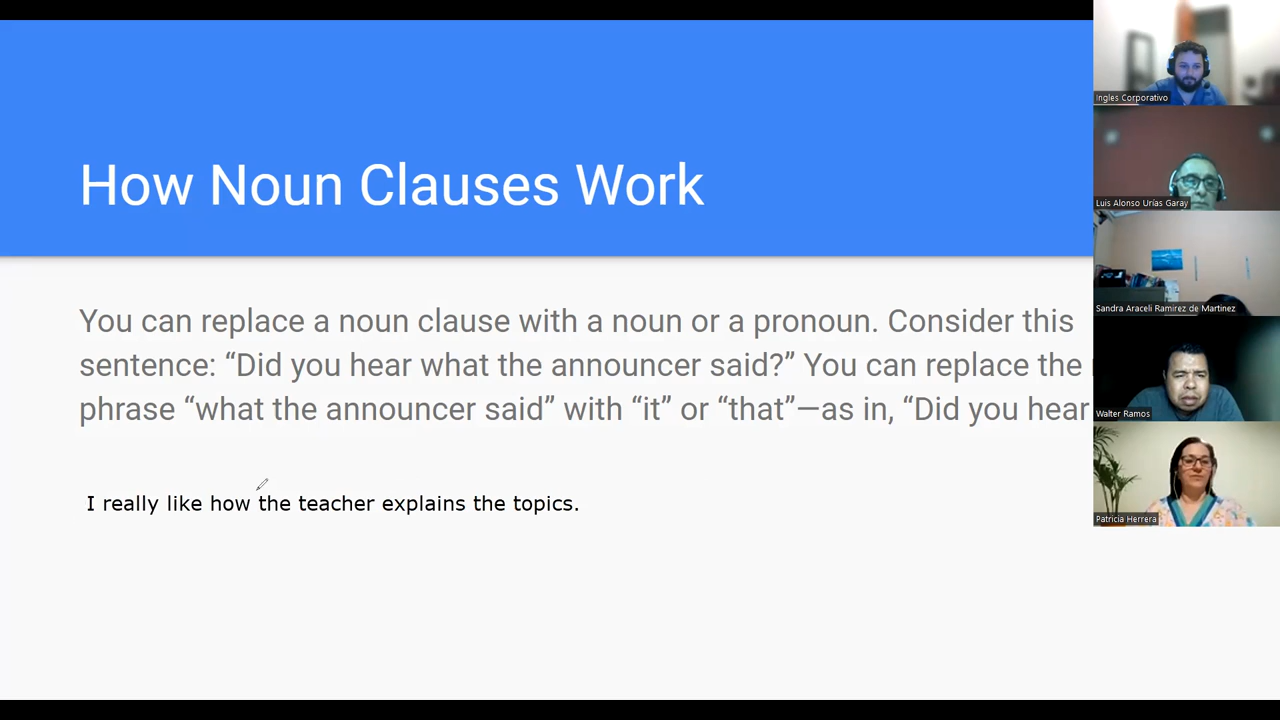 How Noun Clauses Work
You can replace a noun clause with a noun or a pronoun. Consider this
sentence: “Did you hear what the announcer said?” You can replace the
phrase “what the announcer said” with “it” or “that”—as in, “Did you hear
I really like how the teacher explains the topics.
Ingles Corporativo
Luis Alonso Urías Garay
Sandra Araceli Ramirez de Martinez
Walter Ramos
Patricia Herrera